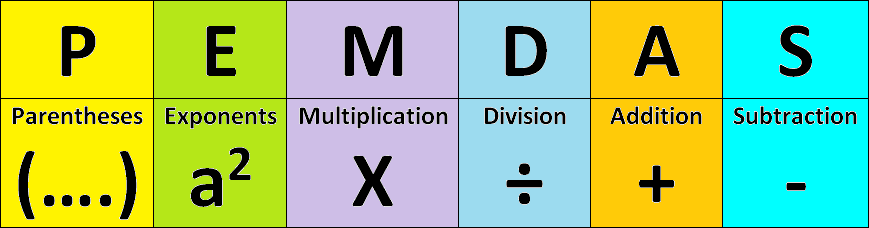 P E M D A S
Parentheses Exponents Multiplication Division Addition Subtraction
(....) a² X ÷ + -